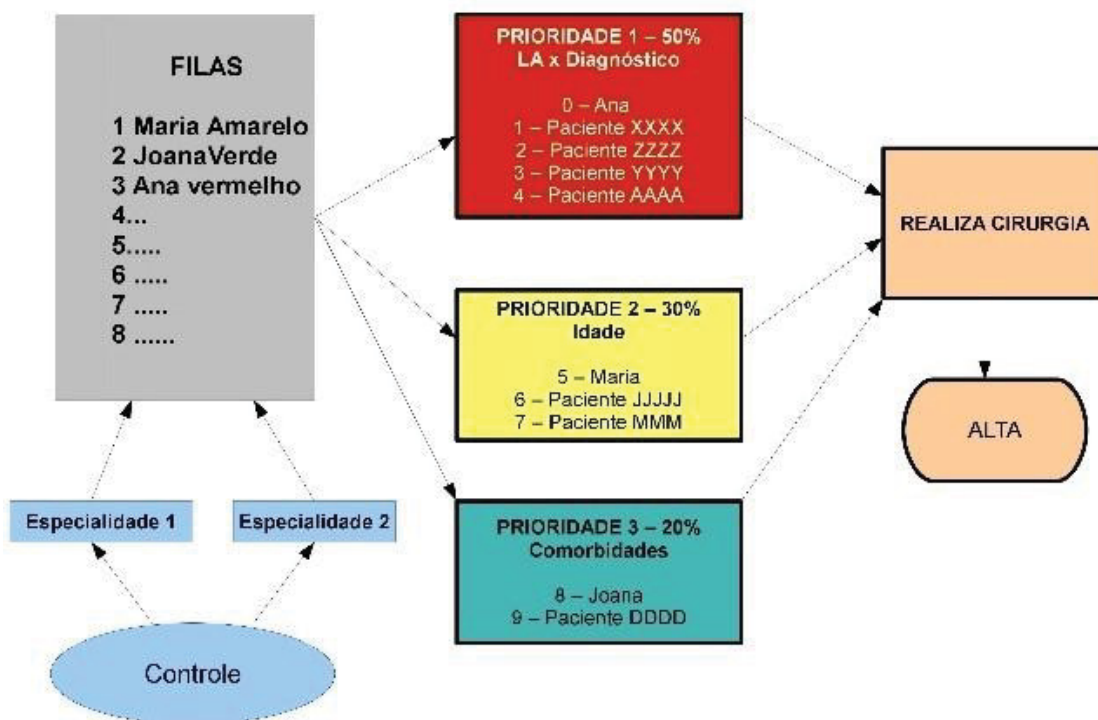 FILAS
1 Maria Amarelo
2 JoanaVerde
3 Ana vermelho
4...
5.....
6 .....
7 .....
8 ......
PRIORIDADE 1 – 50%
LA x Diagnóstico
0 – Ana
1 – Paciente XXXX
2 – Paciente ZZZZ
3 – Paciente YYYY
4 – Paciente AAAA
PRIORIDADE 2 – 30%
Idade
5 – Maria
6 – Paciente JJJJJ
7 – Paciente MMM
PRIORIDADE 3 – 20%
Comorbidades
8 – Joana
9 – Paciente DDDD
REALIZA CIRURGIA
ALTA
Especialidade 1
Especialidade 2
Controle